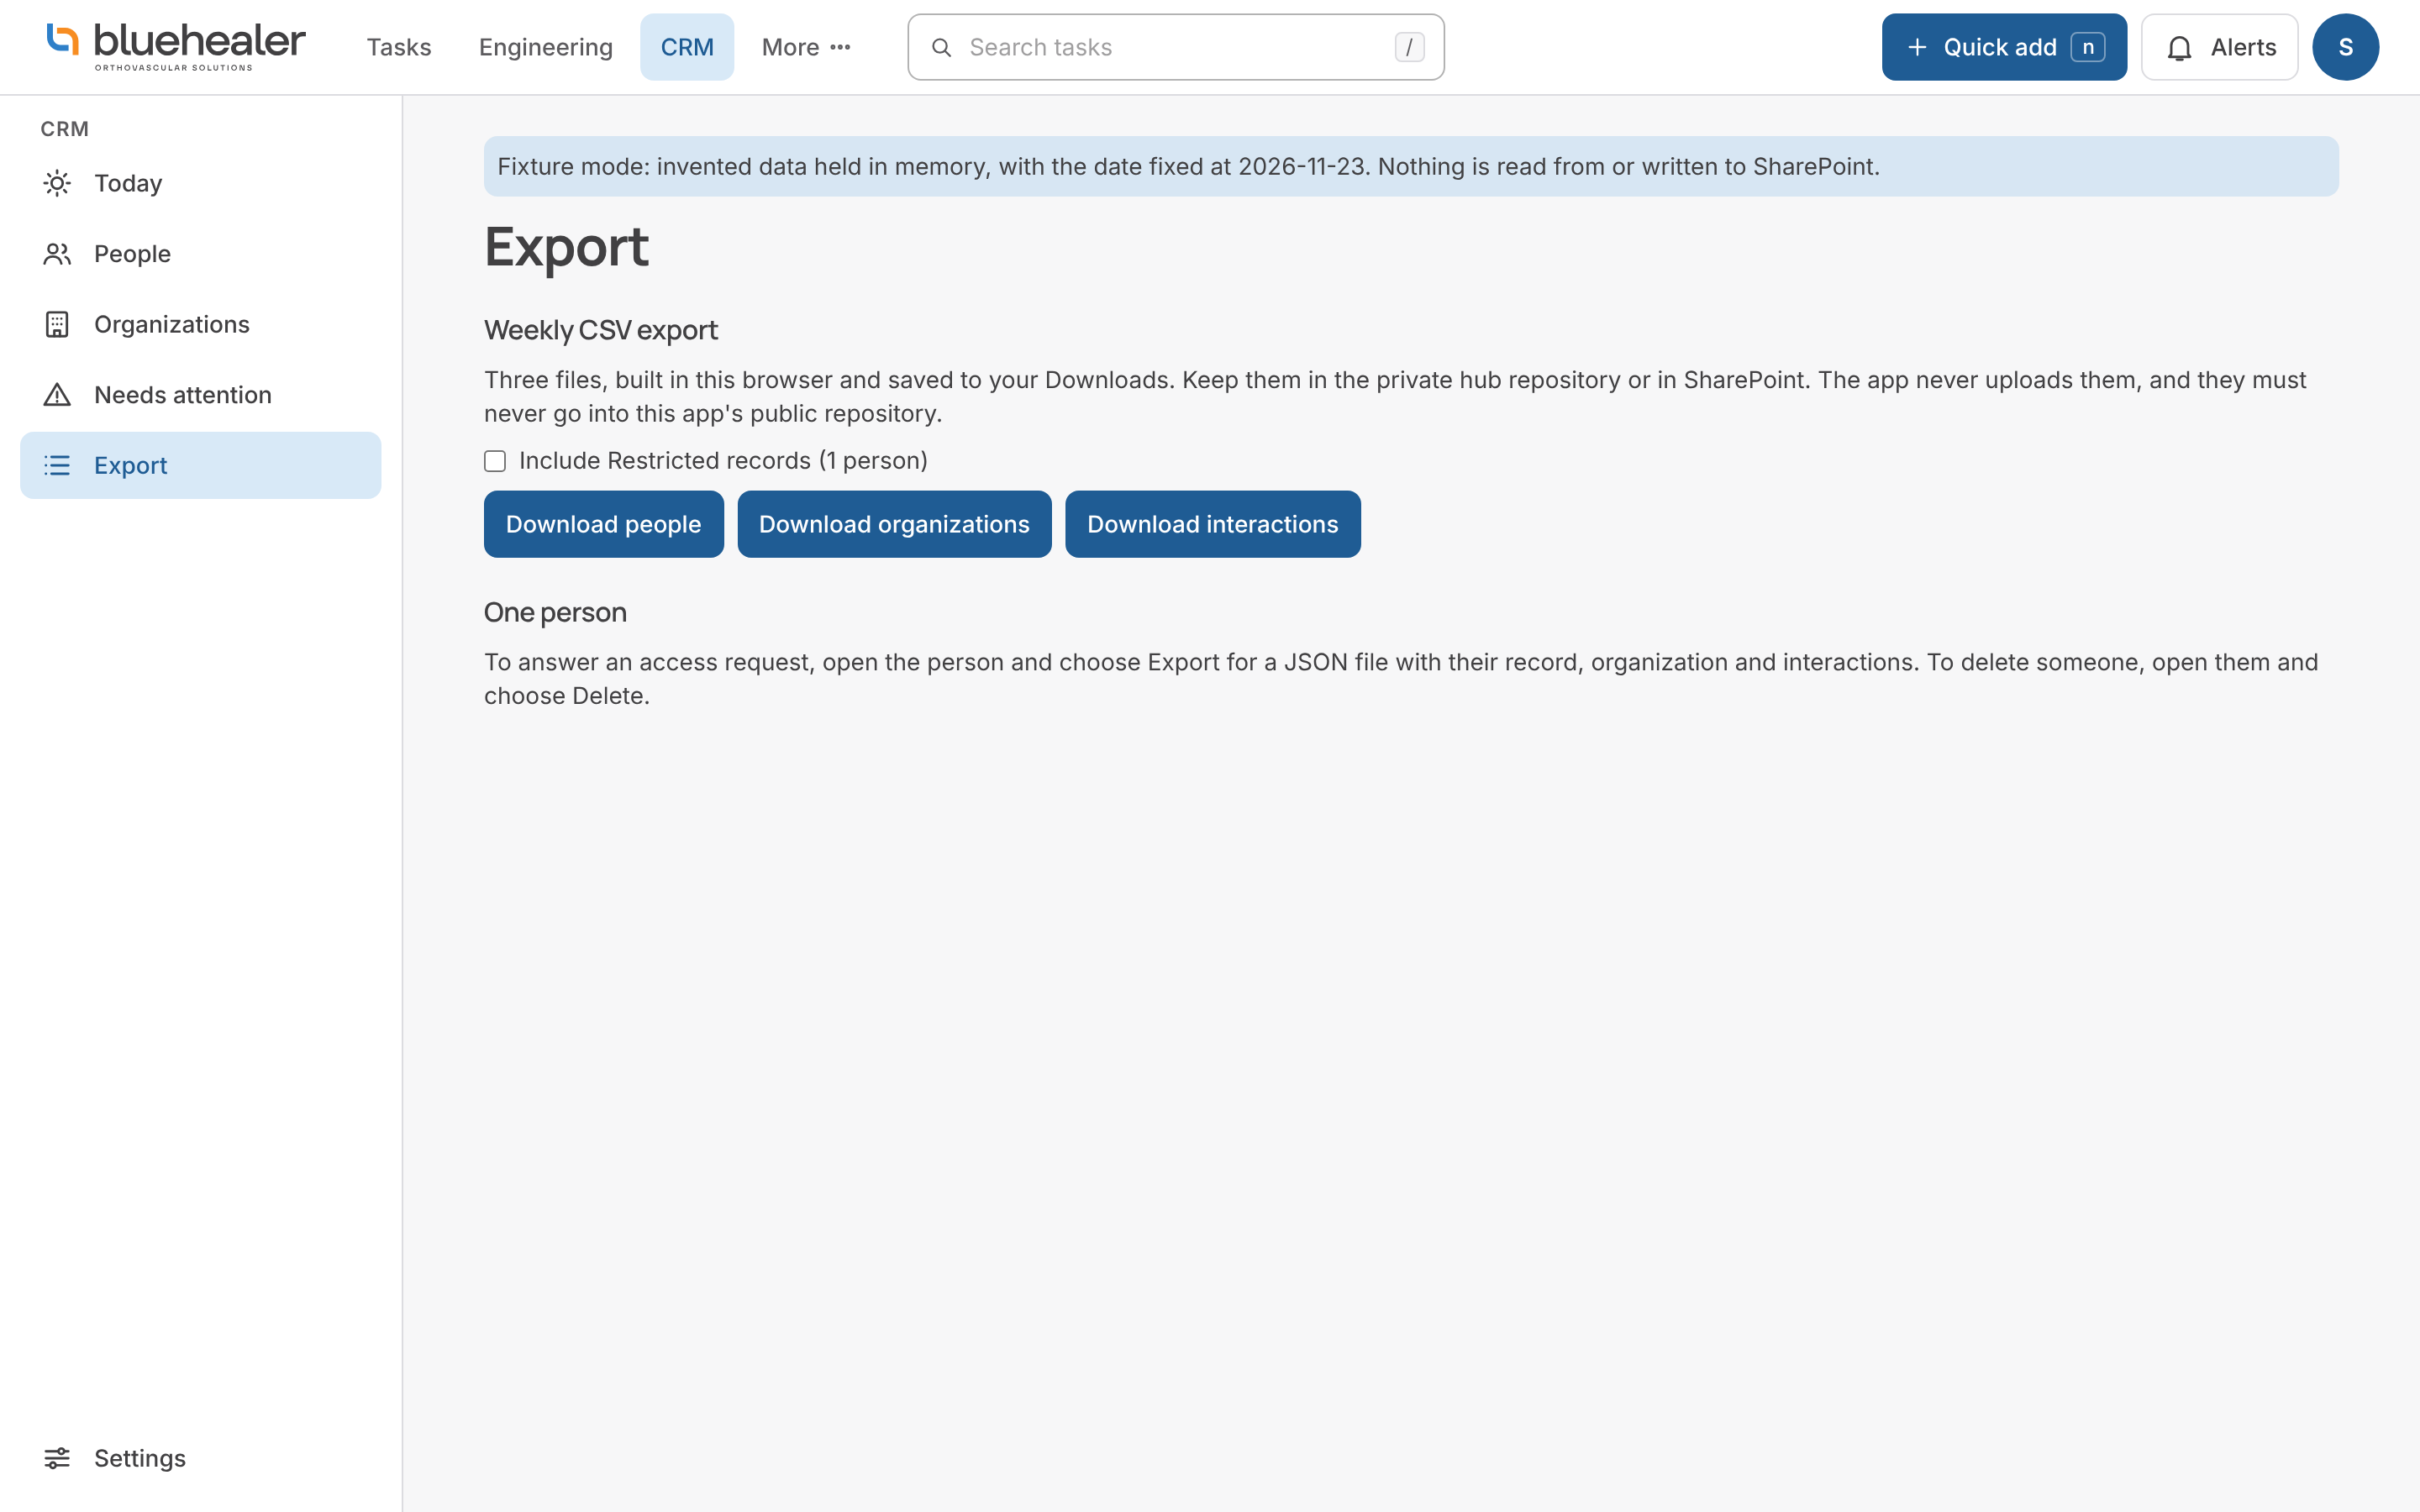 bluehealer
ORTHOVASCULAR SOLUTIONS
Tasks
Engineering
CRM
More
Search tasks
/
Quick add
n
Alerts
S
CRM
Today
People
Organizations
Needs attention
Export
Settings
Fixture mode: invented data held in memory, with the date fixed at 2026-11-23. Nothing is read from or written to SharePoint.
Export
Weekly CSV export
Three files, built in this browser and saved to your Downloads. Keep them in the private hub repository or in SharePoint. The app never uploads them, and they must
never go into this app's public repository.
Include Restricted records (1 person)
Download people
Download organizations
Download interactions
One person
To answer an access request, open the person and choose Export for a JSON file with their record, organization and interactions. To delete someone, open them and
choose Delete.